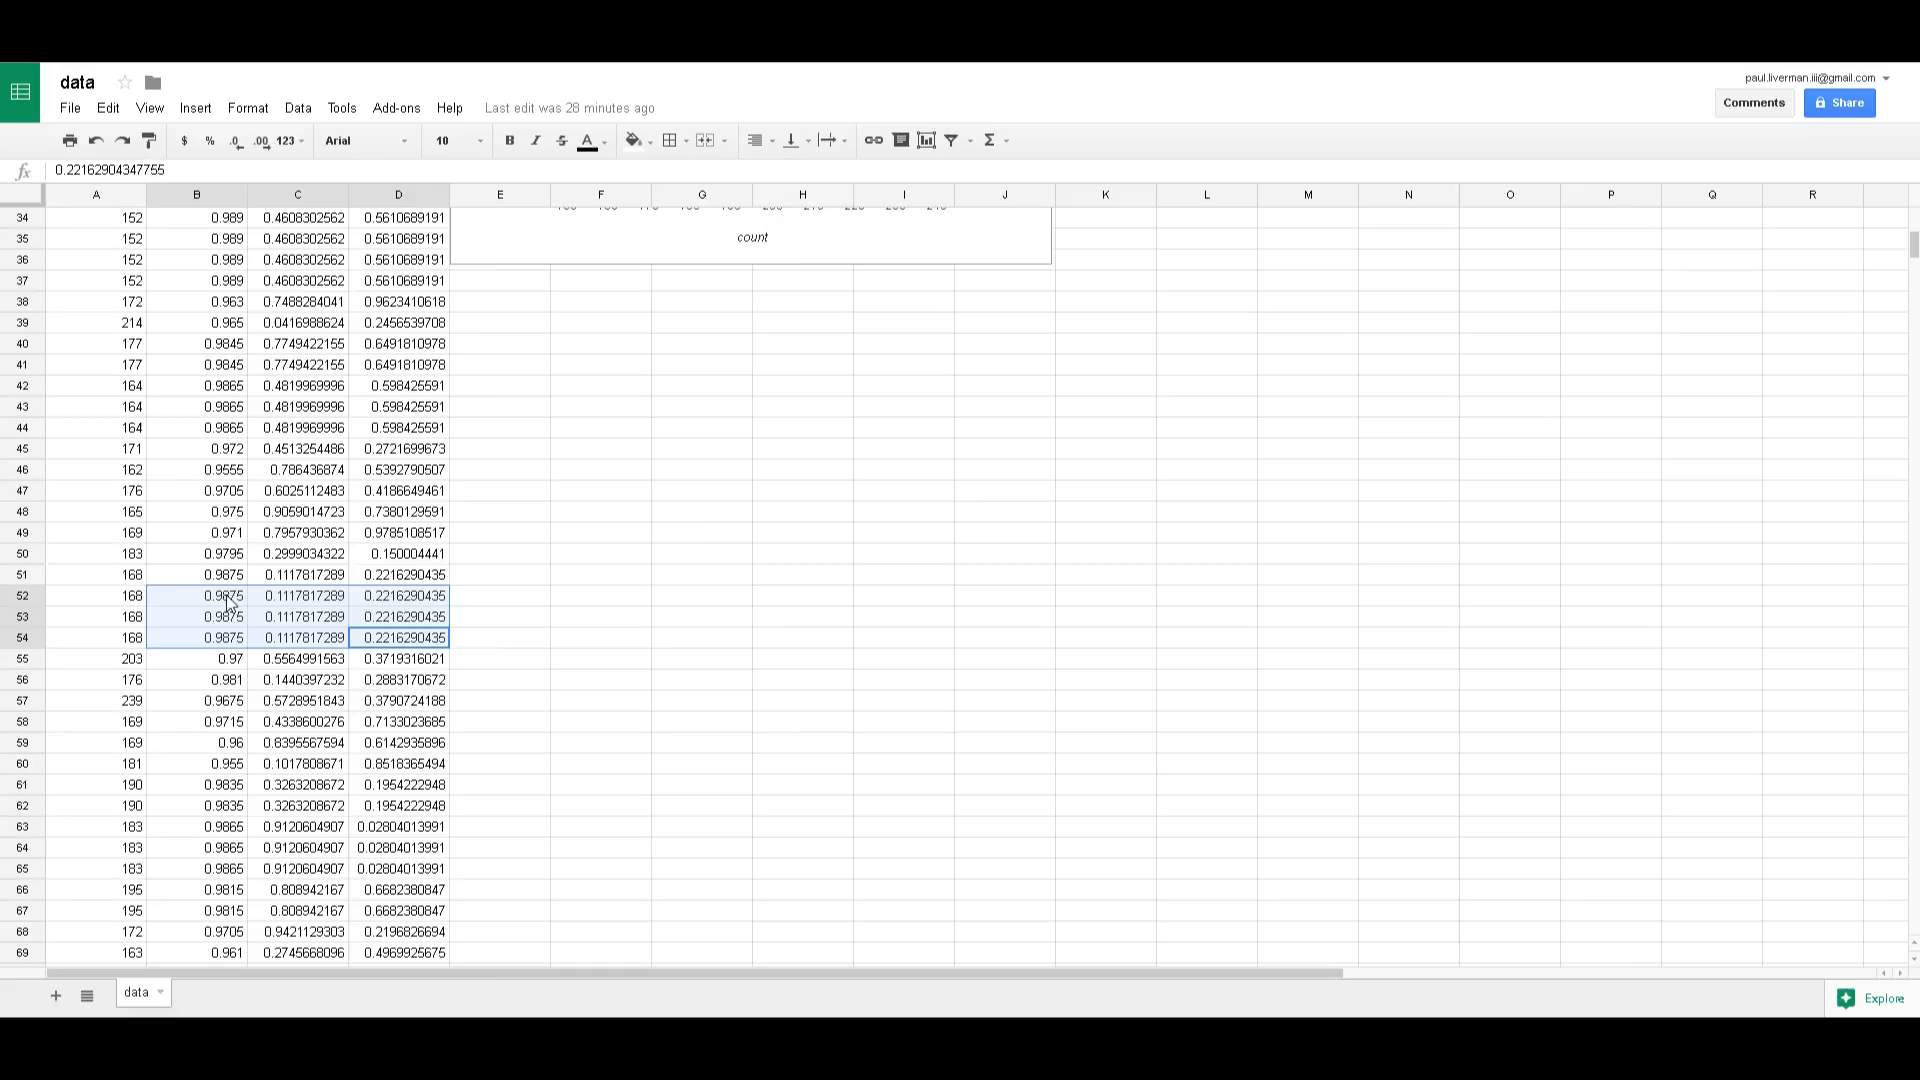 data
paul.liverman.iii@gmail.com
File Edit View Insert Format Data Tools Add-ons Help Last edit was 28 minutes ago
Comments Share
$ % .0 .00 123 Arial 10 B I S A Σ
fx 0.22162904347755
A B C D E F G H I J K L M N O P Q R
34 152 0.989 0.4608302562 0.5610689191
35 152 0.989 0.4608302562 0.5610689191 count
36 152 0.989 0.4608302562 0.5610689191
37 152 0.989 0.4608302562 0.5610689191
38 172 0.963 0.7488284041 0.9623410618
39 214 0.965 0.0416988624 0.2456539708
40 177 0.9845 0.7749422155 0.6491810978
41 177 0.9845 0.7749422155 0.6491810978
42 164 0.9865 0.4819969996 0.598425591
43 164 0.9865 0.4819969996 0.598425591
44 164 0.9865 0.4819969996 0.598425591
45 171 0.972 0.4513254486 0.2721699673
46 162 0.9555 0.786436874 0.5392790507
47 176 0.9705 0.6025112483 0.4186649461
48 165 0.975 0.9059014723 0.7380129591
49 169 0.971 0.7957930362 0.9785108517
50 183 0.9795 0.2999034322 0.150004441
51 168 0.9875 0.1117817289 0.2216290435
52 168 0.9875 0.1117817289 0.2216290435
53 168 0.9875 0.1117817289 0.2216290435
54 168 0.9875 0.1117817289 0.2216290435
55 203 0.97 0.5564991563 0.3719316021
56 176 0.981 0.1440397232 0.2883170672
57 239 0.9675 0.5728951843 0.3790724188
58 169 0.9715 0.4338600276 0.7133023685
59 169 0.96 0.8395567594 0.6142935896
60 181 0.955 0.1017808671 0.8518365494
61 190 0.9835 0.3263208672 0.1954222948
62 190 0.9835 0.3263208672 0.1954222948
63 183 0.9865 0.9120604907 0.02804013991
64 183 0.9865 0.9120604907 0.02804013991
65 183 0.9865 0.9120604907 0.02804013991
66 195 0.9815 0.808942167 0.6682380847
67 195 0.9815 0.808942167 0.6682380847
68 172 0.9705 0.9421129303 0.2196826694
69 163 0.961 0.2745668096 0.4969925675
data
Explore